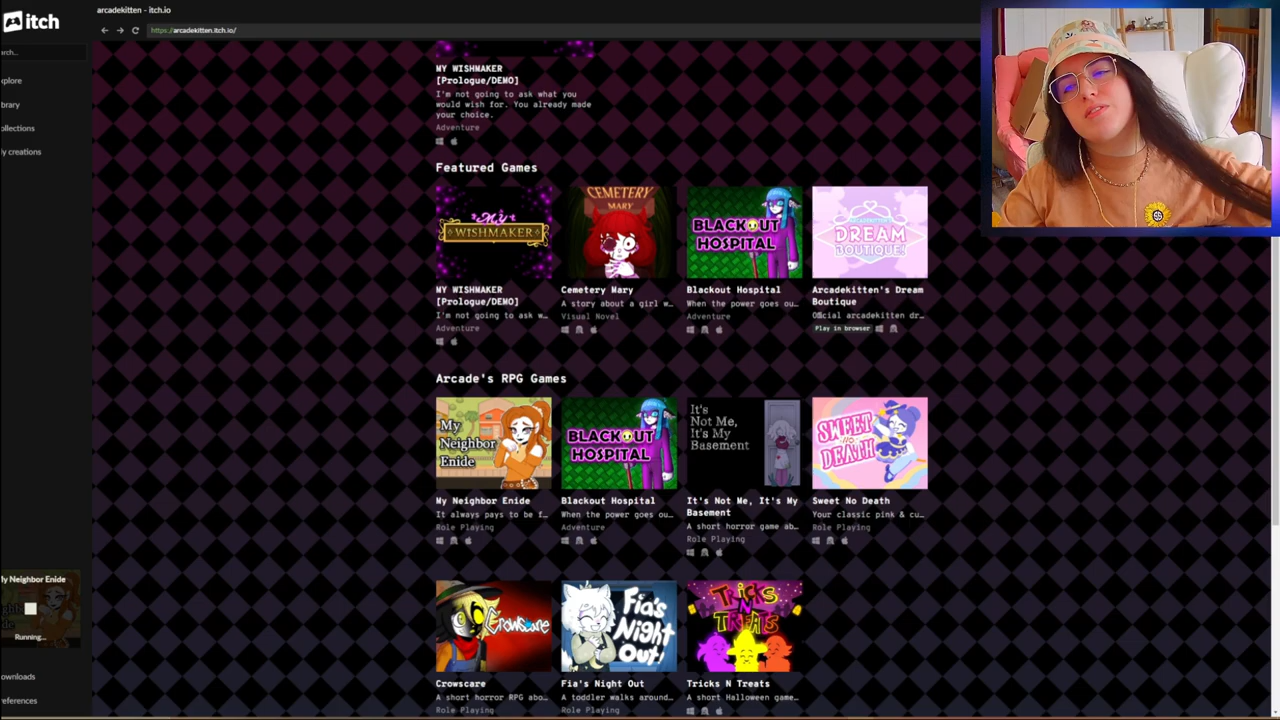 arcadekitten - itch.io
itch
https://arcadekitten.itch.io/
rch...
xplore
brary
ollections
y creations
MY WISHMAKER
[Prologue/DEMO]
I'm not going to ask what you
would wish for. You already made
your choice.
Adventure
Featured Games
My
WISHMAKER
CEMETERY
MARY
BLACKOUT
HOSPITAL
ARCADEKITTEN'S
DREAM
BOUTIQUE!
MY WISHMAKER
[Prologue/DEMO]
I'm not going to ask w...
Adventure
Cemetery Mary
A story about a girl w...
Visual Novel
Blackout Hospital
When the power goes ou...
Adventure
Arcadekitten's Dream
Boutique
Official arcadekitten dr...
Play in browser
Arcade's RPG Games
My
Neighbor
Enide
BLACKOUT
HOSPITAL
It's
Not Me,
It's My
Basement
SWEET
NO
DEATH
My Neighbor Enide
It always pays to be f...
Role Playing
Blackout Hospital
When the power goes ou...
Adventure
It's Not Me, It's My
Basement
A short horror game ab...
Role Playing
Sweet No Death
Your classic pink & cu...
Role Playing
Crowscare
Fia's
Night
Out!
TRICKS
N
TREATS
Crowscare
A short horror RPG abo...
Role Playing
Fia's Night Out
A toddler walks around...
Role Playing
Tricks N Treats
A short Halloween game...
My Neighbor Enide
Running...
ownloads
references